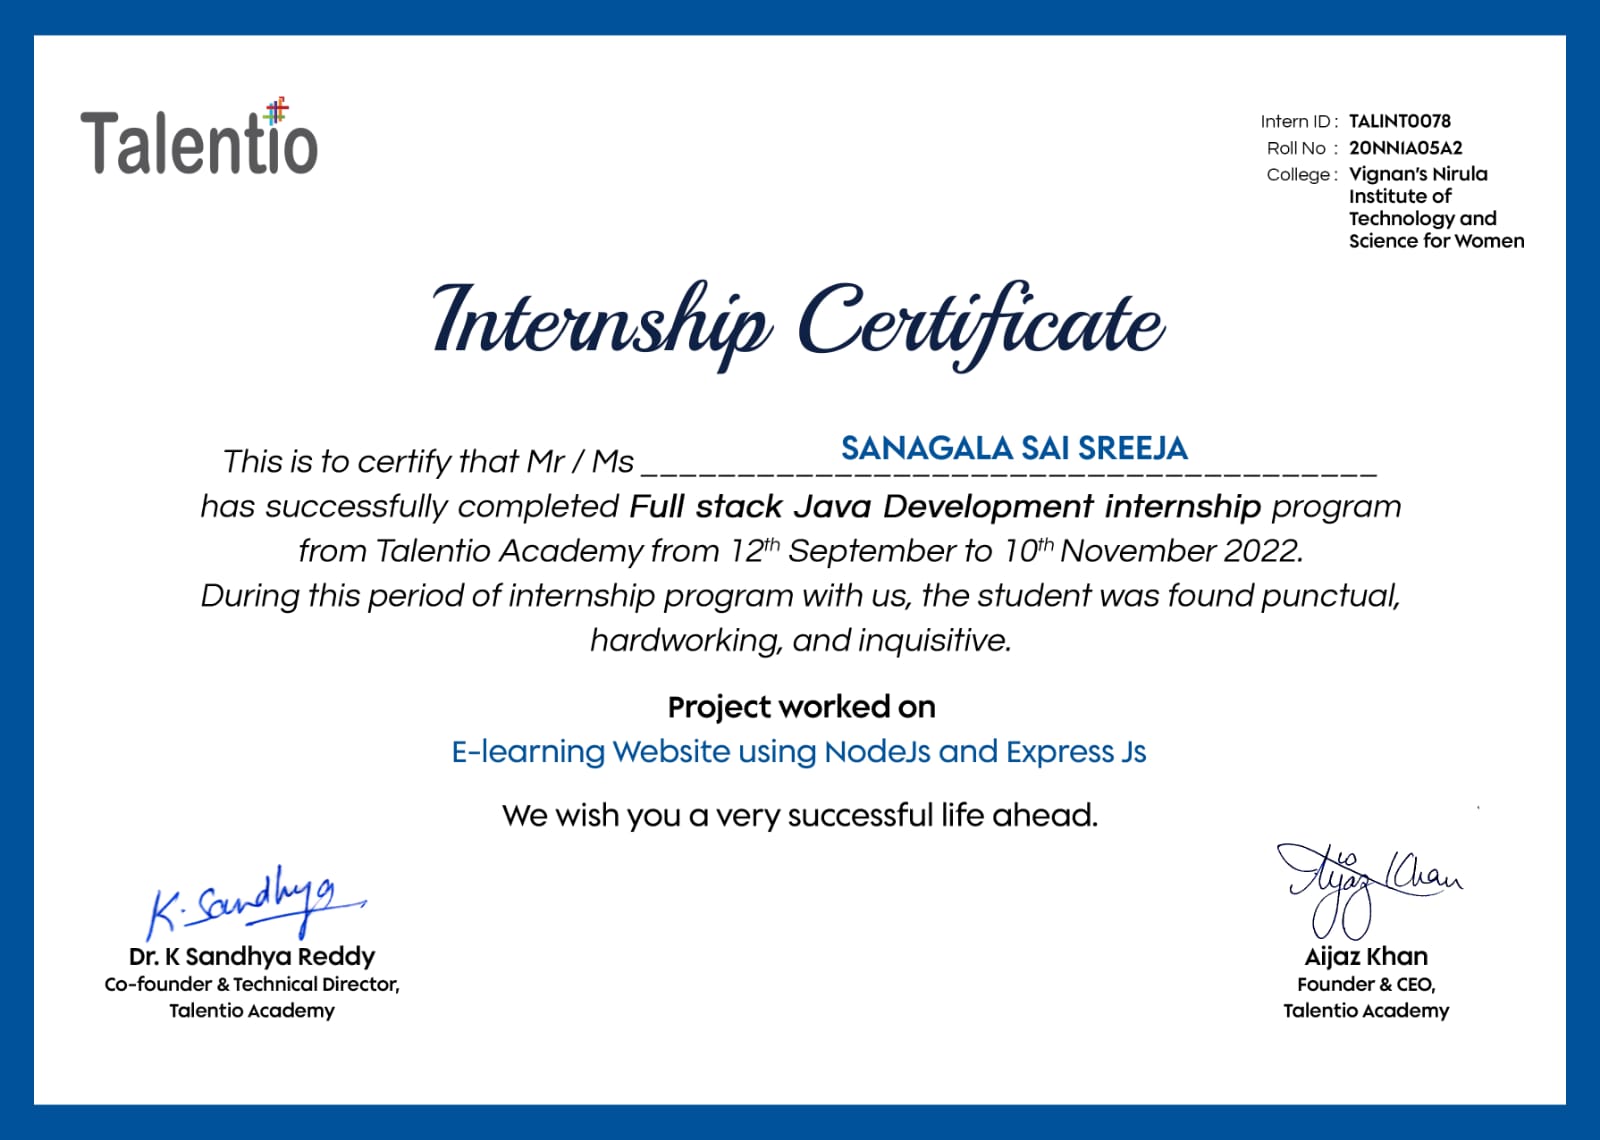 Talentio
Intern ID : TALINT0078
Roll No : 20NN1A05A2
College : Vignan's Nirula
Institute of
Technology and
Science for Women
Internship Certificate
This is to certify that Mr / Ms SANAGALA SAI SREEJA
has successfully completed Full stack Java Development internship program
from Talentio Academy from 12th September to 10th November 2022.
During this period of internship program with us, the student was found punctual,
hardworking, and inquisitive.
Project worked on
E-learning Website using NodeJs and Express Js
We wish you a very successful life ahead.
K. Sandhya
Dr. K Sandhya Reddy
Co-founder & Technical Director,
Talentio Academy
Aijaz Khan
Aijaz Khan
Founder & CEO,
Talentio Academy